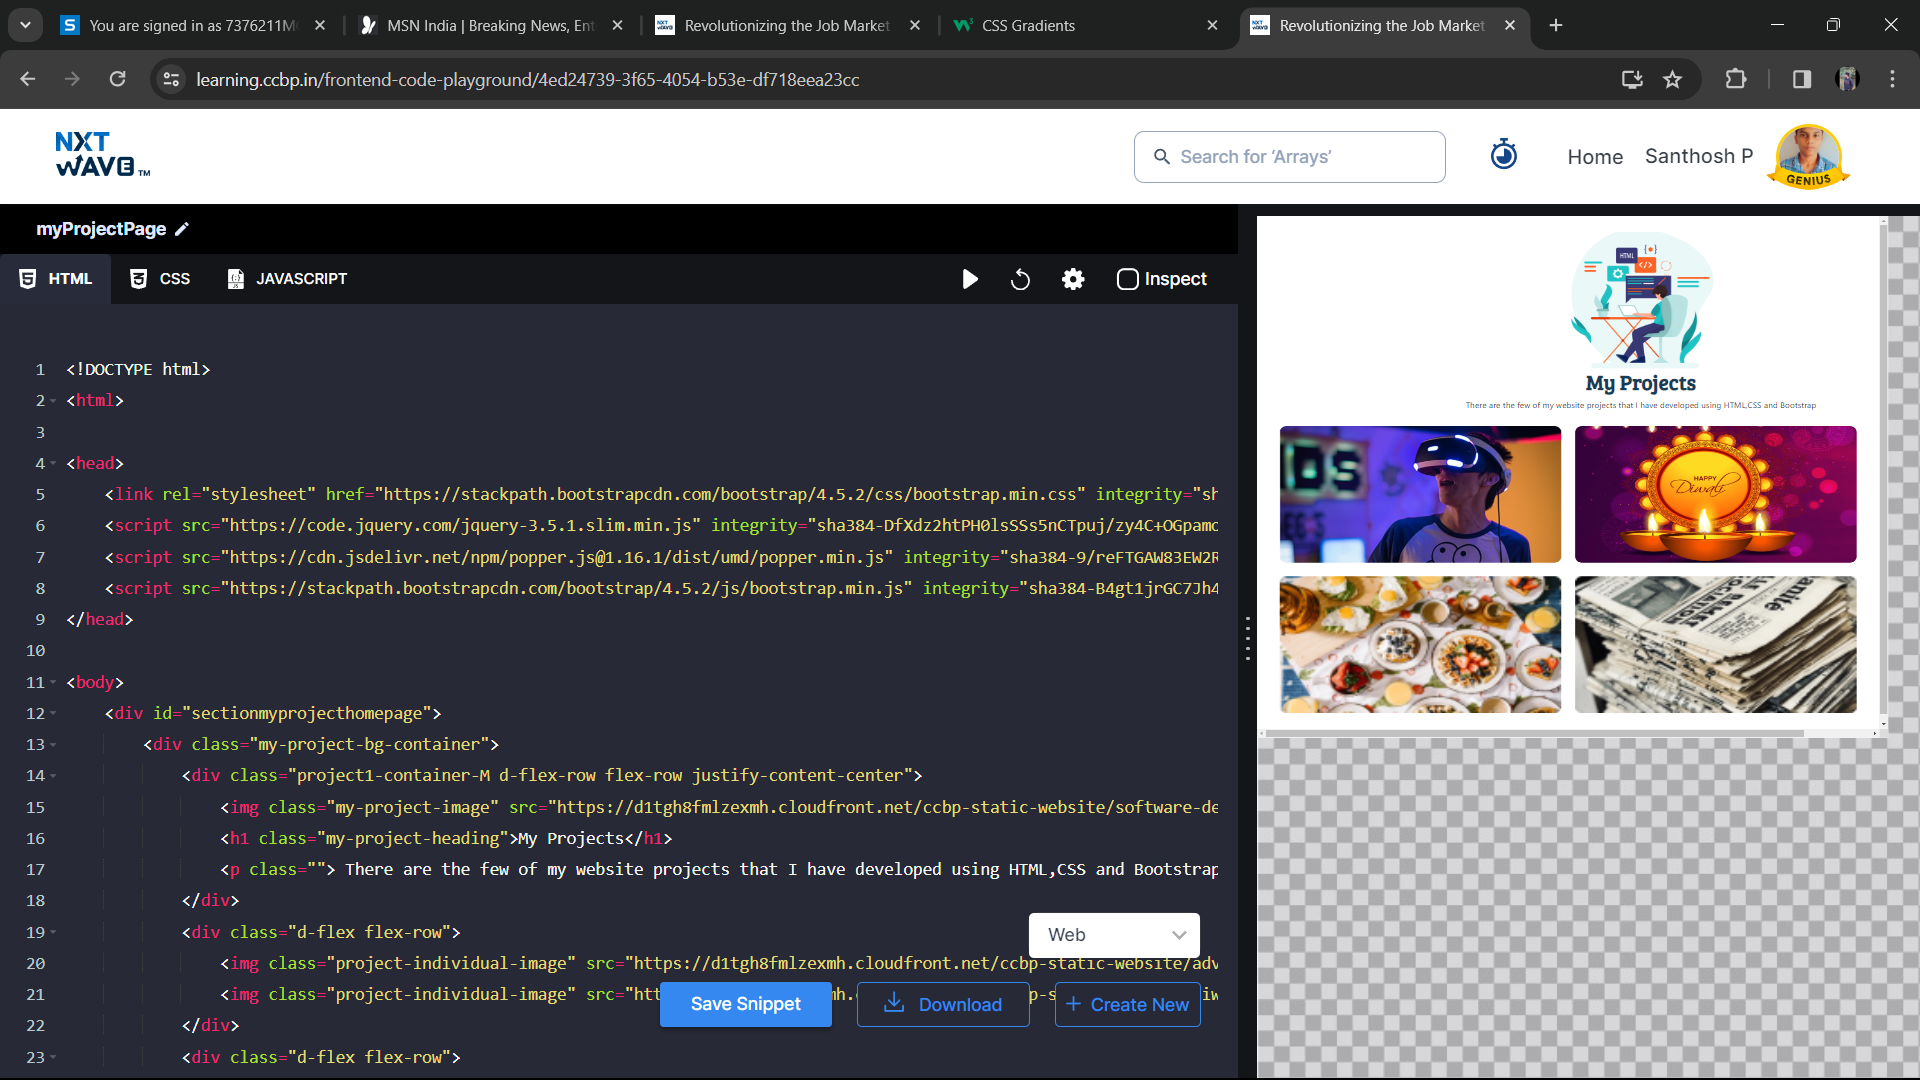 You are signed in as 7376211M
MSN India | Breaking News, Ent
Revolutionizing the Job Market
CSS Gradients
Revolutionizing the Job Market
learning.ccbp.in/frontend-code-playground/4ed24739-3f65-4054-b53e-df718eea23cc
NXT
WAVE TM
Search for ‘Arrays’
Home
Santhosh P
GENIUS
myProjectPage
HTML
CSS
JAVASCRIPT
Inspect
1 <!DOCTYPE html>
2 <html>
3
4 <head>
5 <link rel="stylesheet" href="https://stackpath.bootstrapcdn.com/bootstrap/4.5.2/css/bootstrap.min.css" integrity="sh
6 <script src="https://code.jquery.com/jquery-3.5.1.slim.min.js" integrity="sha384-DfXdz2htPH0lsSSs5nCTpuj/zy4C+OGpamo
7 <script src="https://cdn.jsdelivr.net/npm/popper.js@1.16.1/dist/umd/popper.min.js" integrity="sha384-9/reFTGAW83EW2R
8 <script src="https://stackpath.bootstrapcdn.com/bootstrap/4.5.2/js/bootstrap.min.js" integrity="sha384-B4gt1jrGC7Jh4
9 </head>
10
11 <body>
12 <div id="sectionmyprojecthomepage">
13 <div class="my-project-bg-container">
14 <div class="project1-container-M d-flex-row flex-row justify-content-center">
15 <img class="my-project-image" src="https://d1tgh8fmlzexmh.cloudfront.net/ccbp-static-website/software-de
16 <h1 class="my-project-heading">My Projects</h1>
17 <p class=""> There are the few of my website projects that I have developed using HTML,CSS and Bootstrap
18 </div>
19 <div class="d-flex flex-row">
20 <img class="project-individual-image" src="https://d1tgh8fmlzexmh.cloudfront.net/ccbp-static-website/adv
21 <img class="project-individual-image" src="htt
22 </div>
23 <div class="d-flex flex-row">
Web
Save Snippet
Download
+ Create New
HTML
</>
My Projects
There are the few of my website projects that I have developed using HTML,CSS and Bootstrap
DS
HAPPY
Diwali